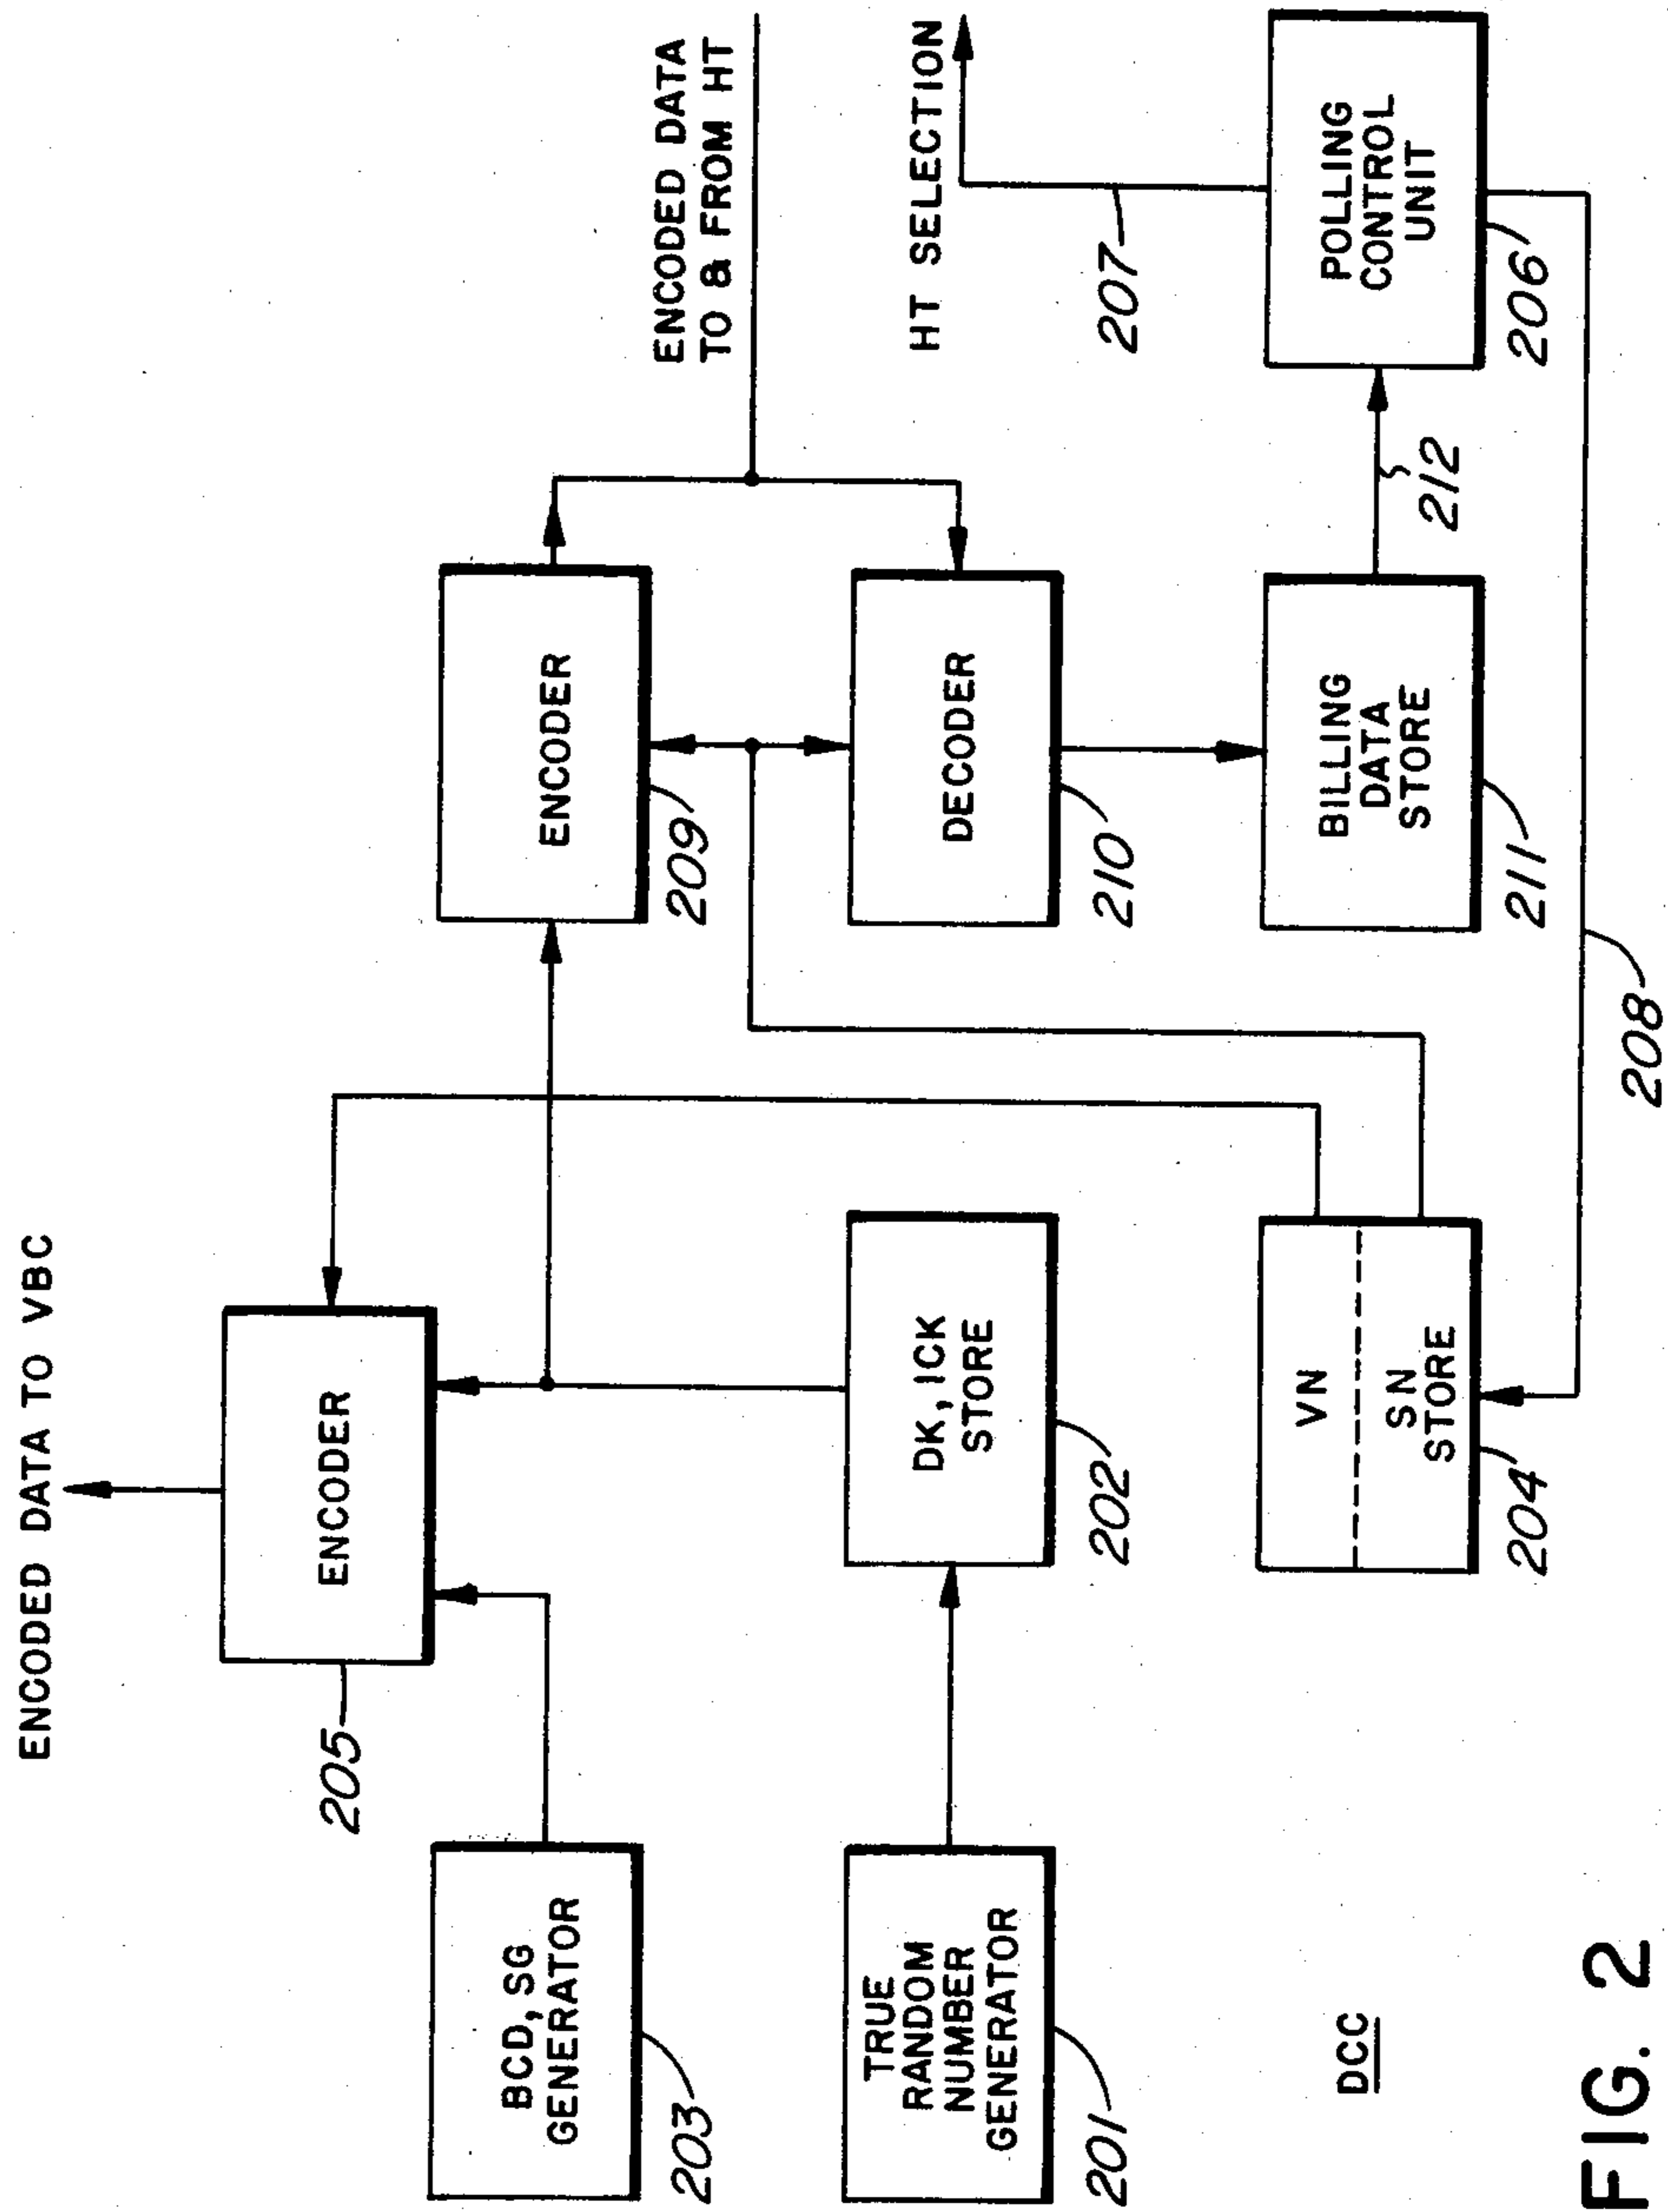 ENCODED DATA TO VBC
ENCODED DATA
TO & FROM HT
HT SELECTION
BCD, SG
GENERATOR
203
ENCODER
205
ENCODER
209
TRUE
RANDOM
NUMBER
GENERATOR
201
DK, ICK
STORE
202
DECODER
210
207
VN
SN
STORE
204
BILLING
DATA
STORE
211
212
POLLING
CONTROL
UNIT
206
208
DCC
FIG. 2